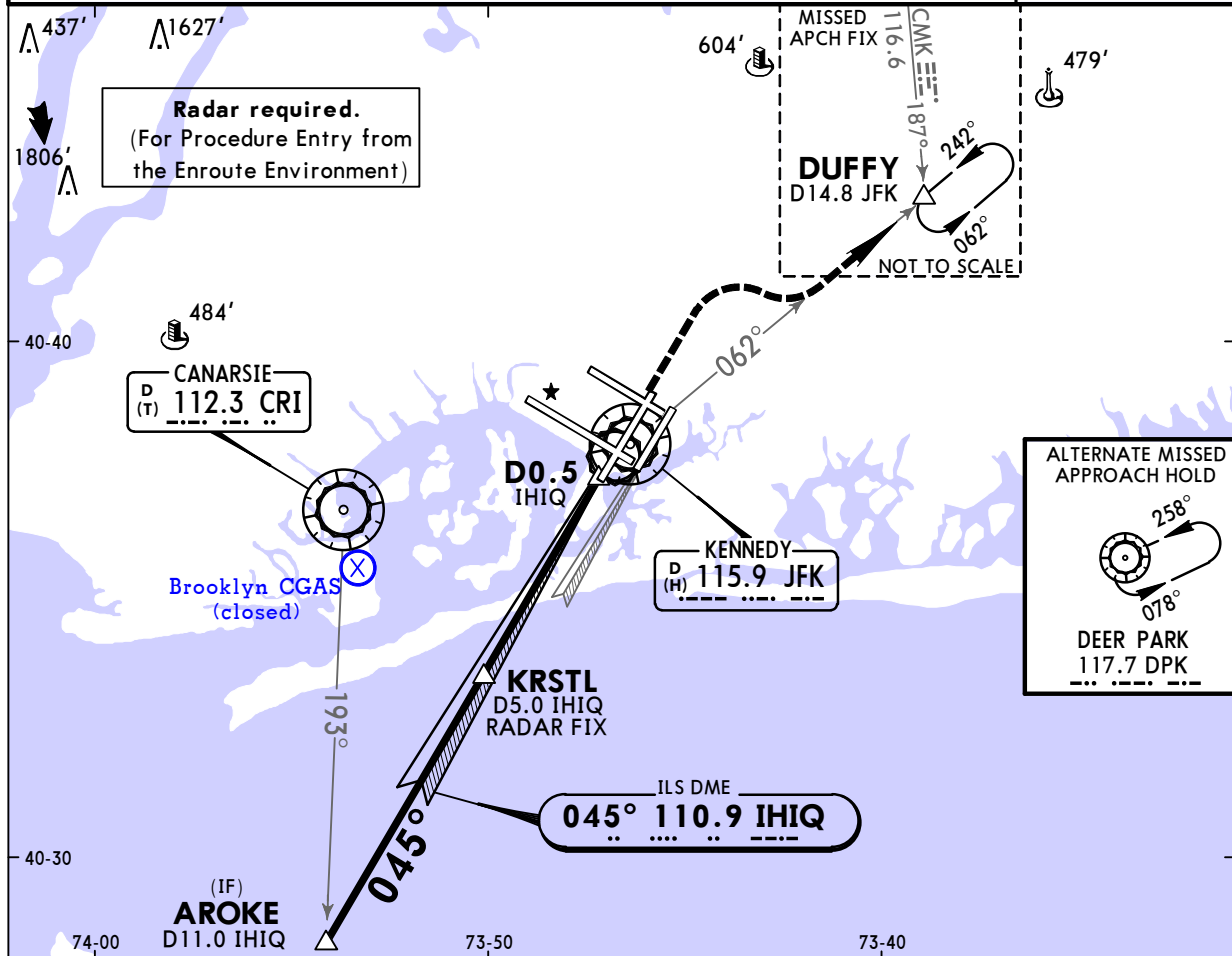 437'
1627'
MISSED
APCH FIX
CMK
116.6
187°
604'
479'
Radar required.
(For Procedure Entry from
the Enroute Environment)
1806'
DUFFY
D14.8 JFK
242°
062°
NOT TO SCALE
484'
40-40
062°
CANARSIE
D
(T) 112.3 CRI
D0.5
IHIQ
ALTERNATE MISSED
APPROACH HOLD
258°
078°
DEER PARK
117.7 DPK
KENNEDY
D
(H) 115.9 JFK
Brooklyn CGAS
(closed)
193°
KRSTL
D5.0 IHIQ
RADAR FIX
ILS DME
045° 110.9 IHIQ
045°
40-30
(IF)
AROKE
D11.0 IHIQ
74-00
73-50
73-40